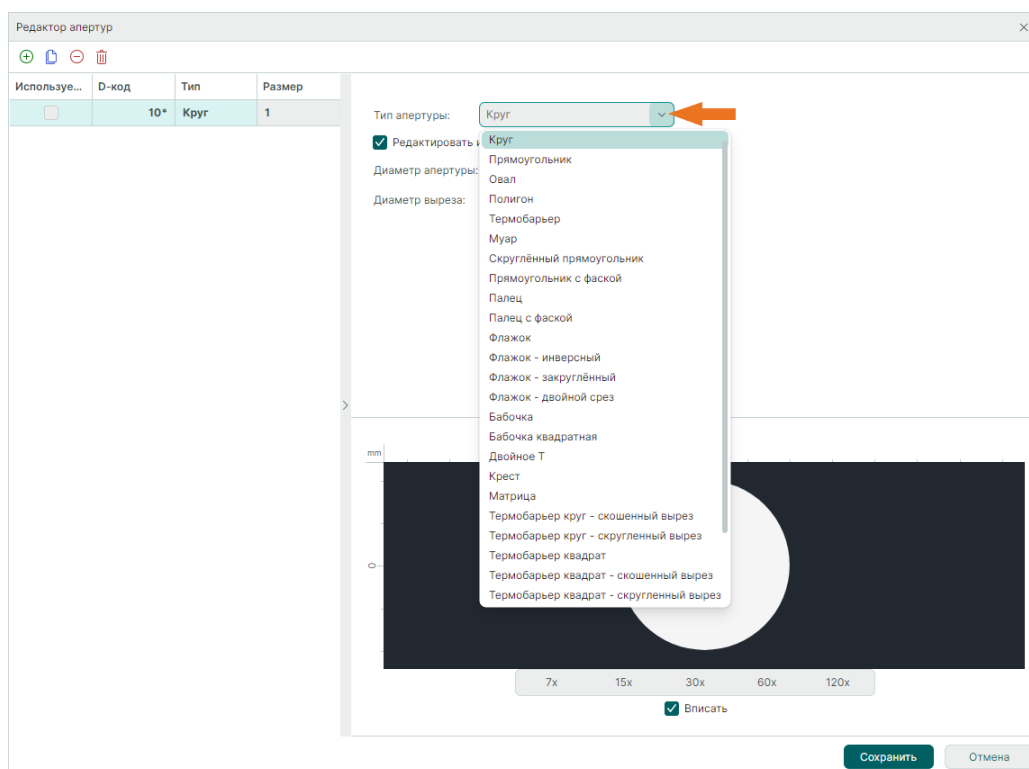 Редактор апертур
Используе... D-код Тип Размер
10* Круг 1
Тип апертуры: Круг
Редактировать и
Диаметр апертуры:
Диаметр выреза:
Круг
Прямоугольник
Овал
Полигон
Термобарьер
Муар
Скруглённый прямоугольник
Прямоугольник с фаской
Палец
Палец с фаской
Флажок
Флажок - инверсный
Флажок - закруглённый
Флажок - двойной срез
Бабочка
Бабочка квадратная
Двойное Т
Крест
Матрица
Термобарьер круг - скошенный вырез
Термобарьер круг - скругленный вырез
Термобарьер квадрат
Термобарьер квадрат - скошенный вырез
Термобарьер квадрат - скругленный вырез
mm
0
7x 15x 30x 60x 120x
Вписать
Сохранить Отмена